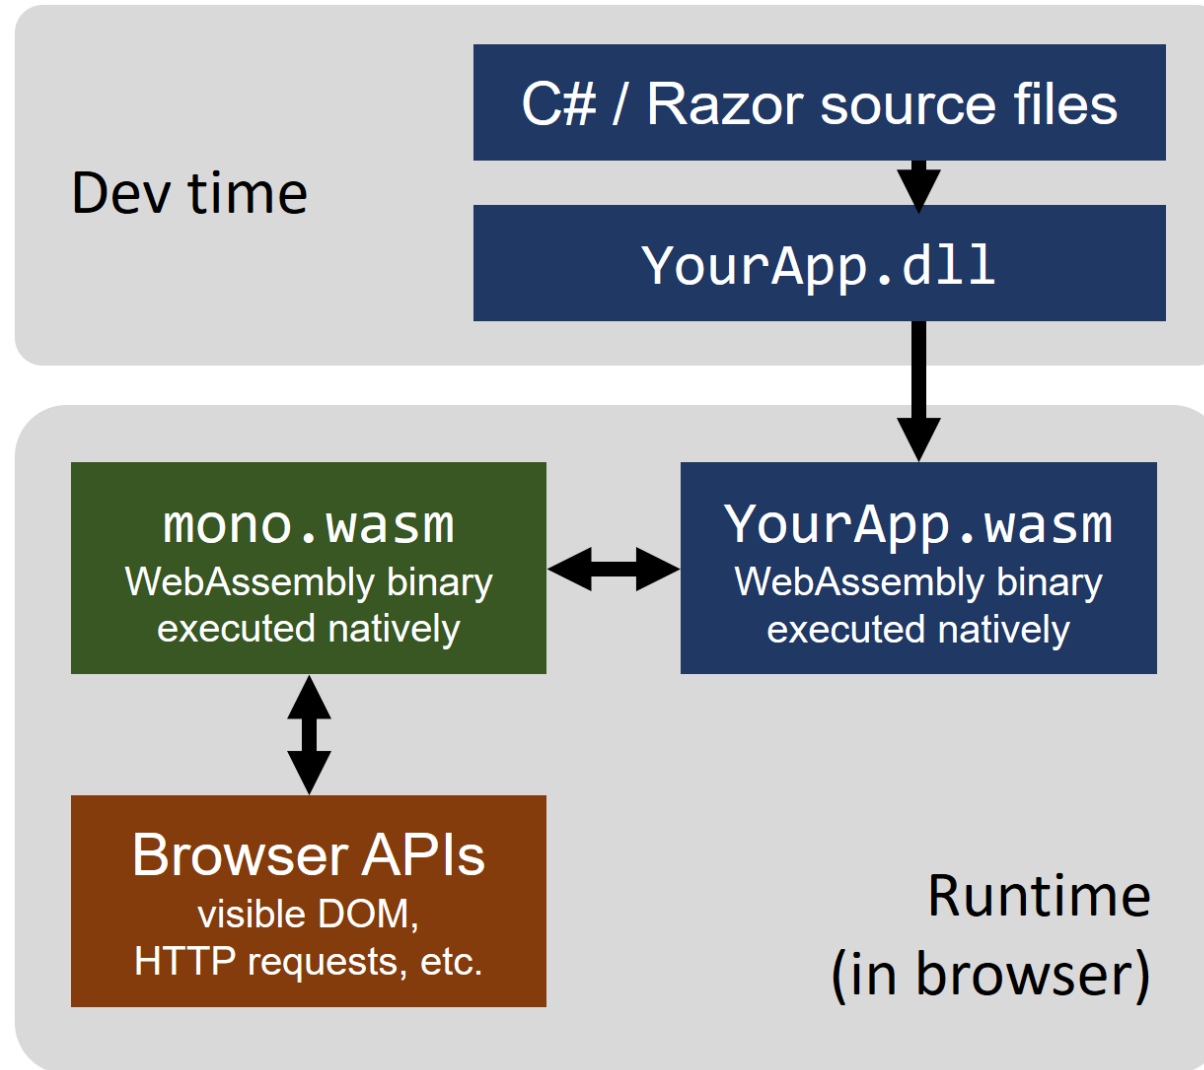 C# / Razor source files
Dev time
YourApp.dll
mono.wasm
WebAssembly binary
executed natively
YourApp.wasm
WebAssembly binary
executed natively
Browser APIs
visible DOM,
HTTP requests, etc.
Runtime
(in browser)